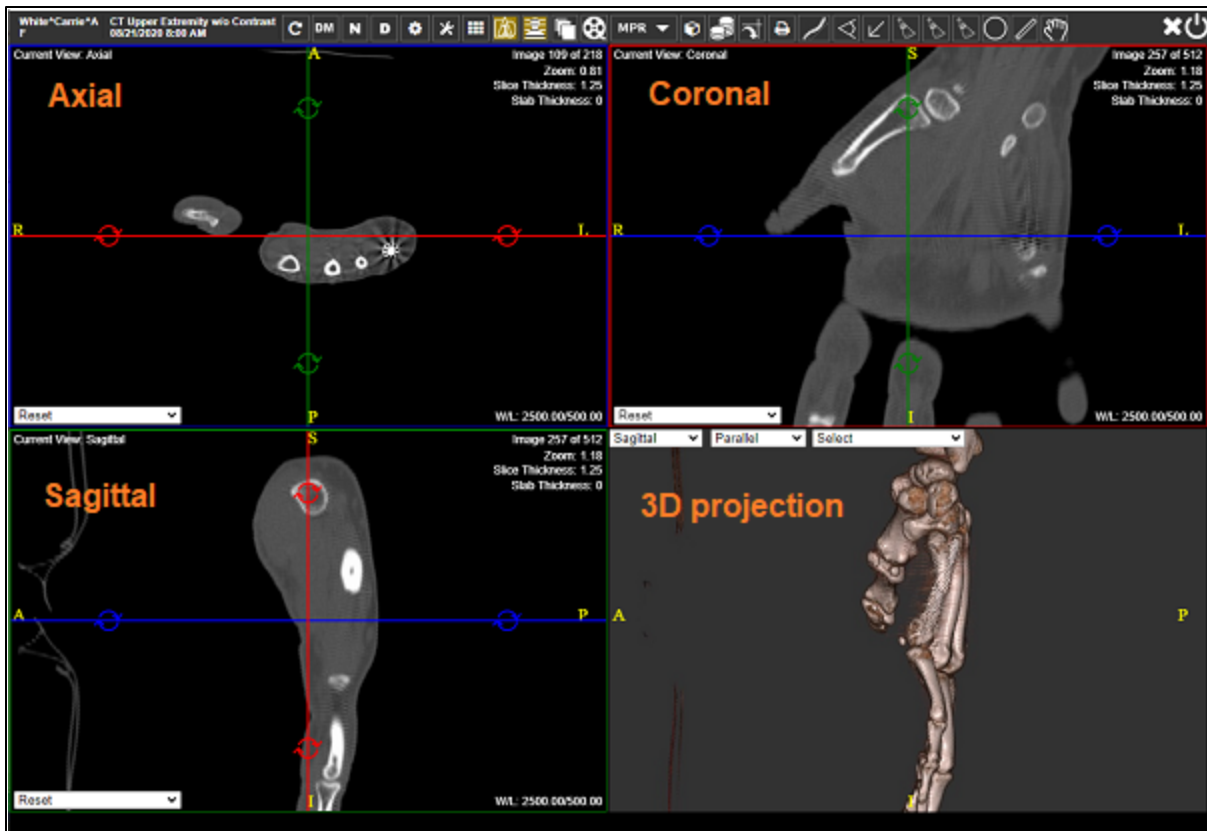 White^Carrie^A
r
CT Upper Extremity w/o Contrast
08/21/2020 8:00 AM
C DM N D MPR
Current View: Axial
A
Image 109 of 218
Zoom: 0.81
Slice Thickness: 1.25
Slab Thickness: 0
Axial
R
L
Reset
P
W/L: 2500.00/500.00
Current View: Coronal
S
Image 257 of 512
Zoom: 1.18
Slice Thickness: 1.25
Slab Thickness: 0
Coronal
R
L
Reset
I
W/L: 2500.00/500.00
Current View: Sagittal
S
Image 257 of 512
Zoom: 1.18
Slice Thickness: 1.25
Slab Thickness: 0
Sagittal
A
P
Reset
I
W/L: 2500.00/500.00
Sagittal Parallel Select
3D projection
A
P
I